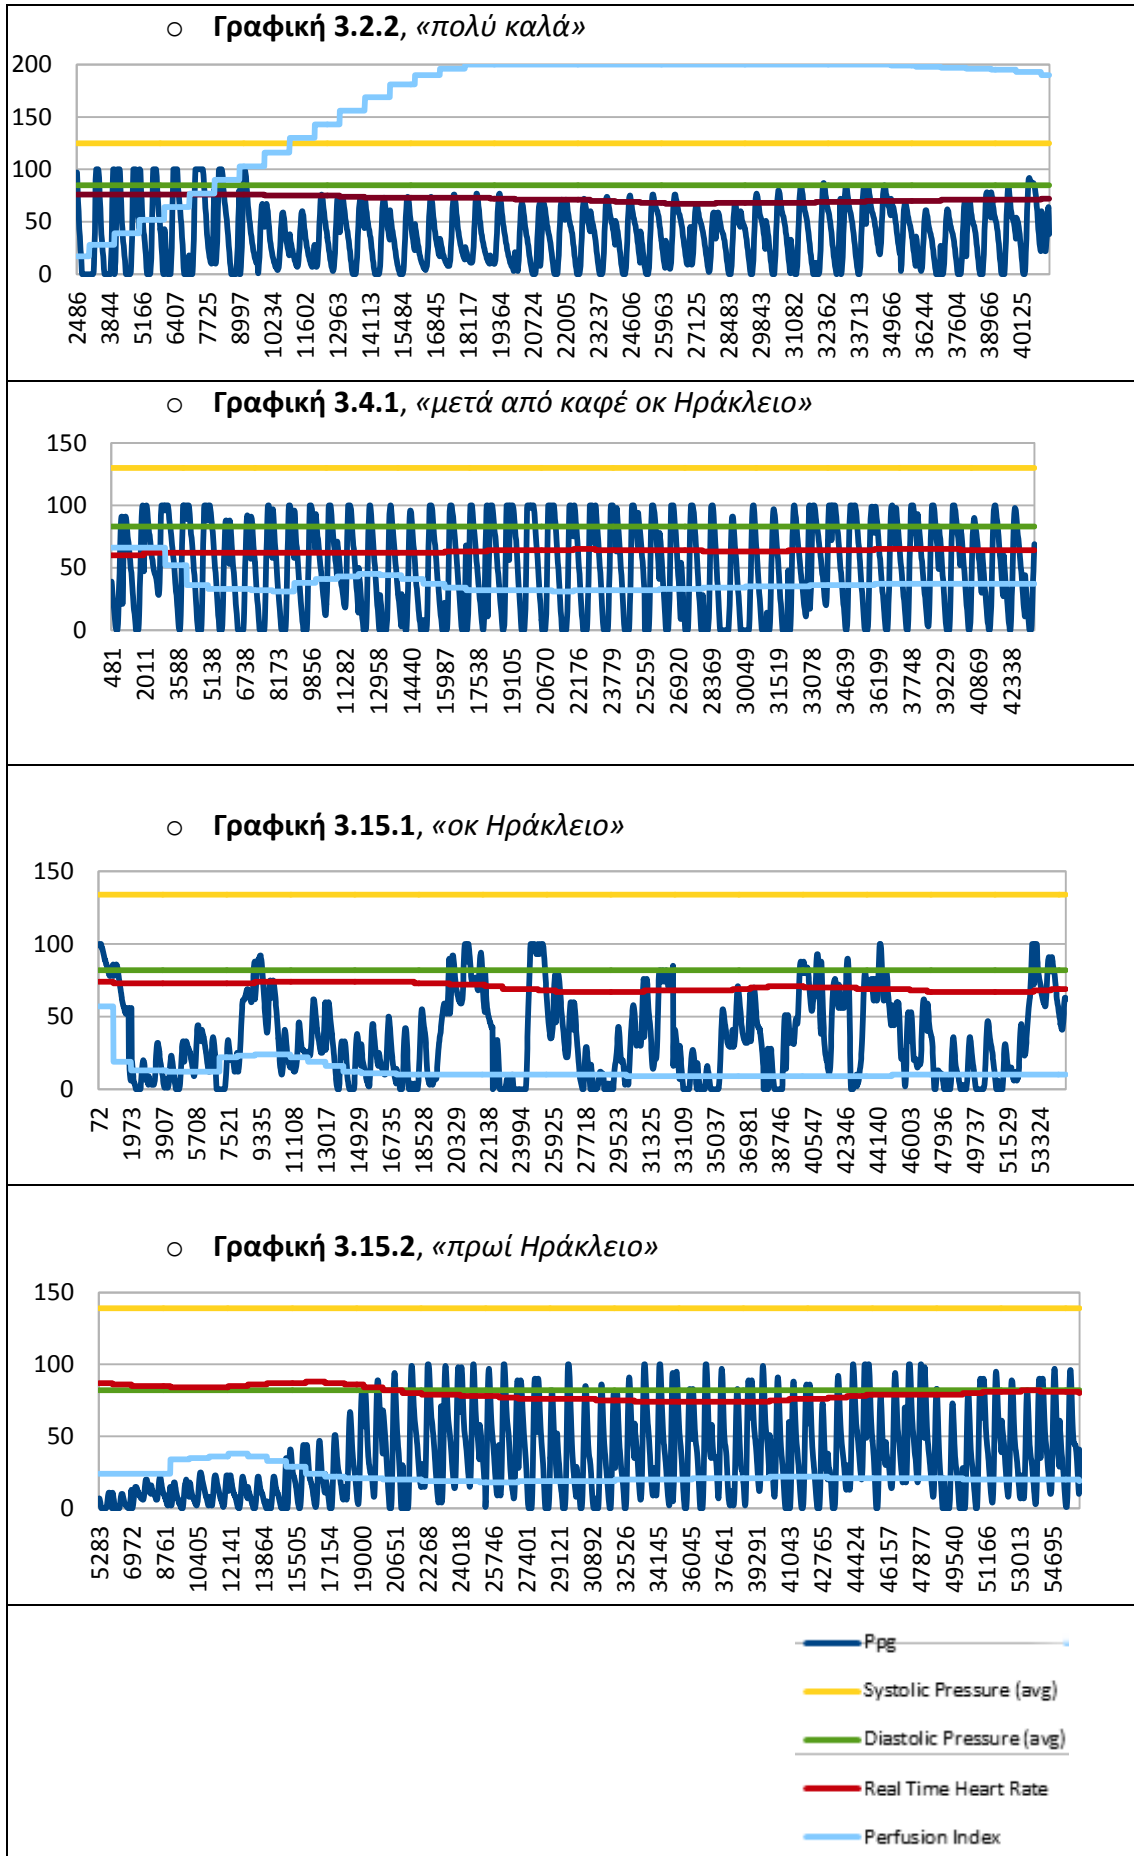 ○ Γραφική 3.2.2, «πολύ καλά»
200
150
100
50
0
2486 3844 5166 6407 7725 8997 10234 11602 12963 14113 15484 16845 18117 19364 20724 22005 23237 24606 25963 27125 28483 29843 31082 32362 33713 34966 36244 37604 38966 40125
○ Γραφική 3.4.1, «μετά από καφέ οκ Ηράκλειο»
150
100
50
0
481 2011 3588 5138 6738 8173 9856 11282 12958 14440 15987 17538 19105 20670 22176 23779 25259 26920 28369 30049 31519 33078 34639 36199 37748 39229 40869 42338
○ Γραφική 3.15.1, «οκ Ηράκλειο»
150
100
50
0
72 1973 3907 5708 7521 9335 11108 13017 14929 16735 18528 20329 22138 23994 25925 27718 29523 31325 33109 35037 36981 38746 40547 42346 44140 46003 47936 49737 51529 53324
○ Γραφική 3.15.2, «πρωί Ηράκλειο»
150
100
50
0
5283 6972 8761 10405 12141 13864 15505 17154 19000 20651 22268 24018 25746 27401 29121 30892 32526 34145 36045 37641 39291 41043 42765 44424 46157 47877 49540 51166 53013 54695
Ppg
Systolic Pressure (avg)
Diastolic Pressure (avg)
Real Time Heart Rate
Perfusion Index